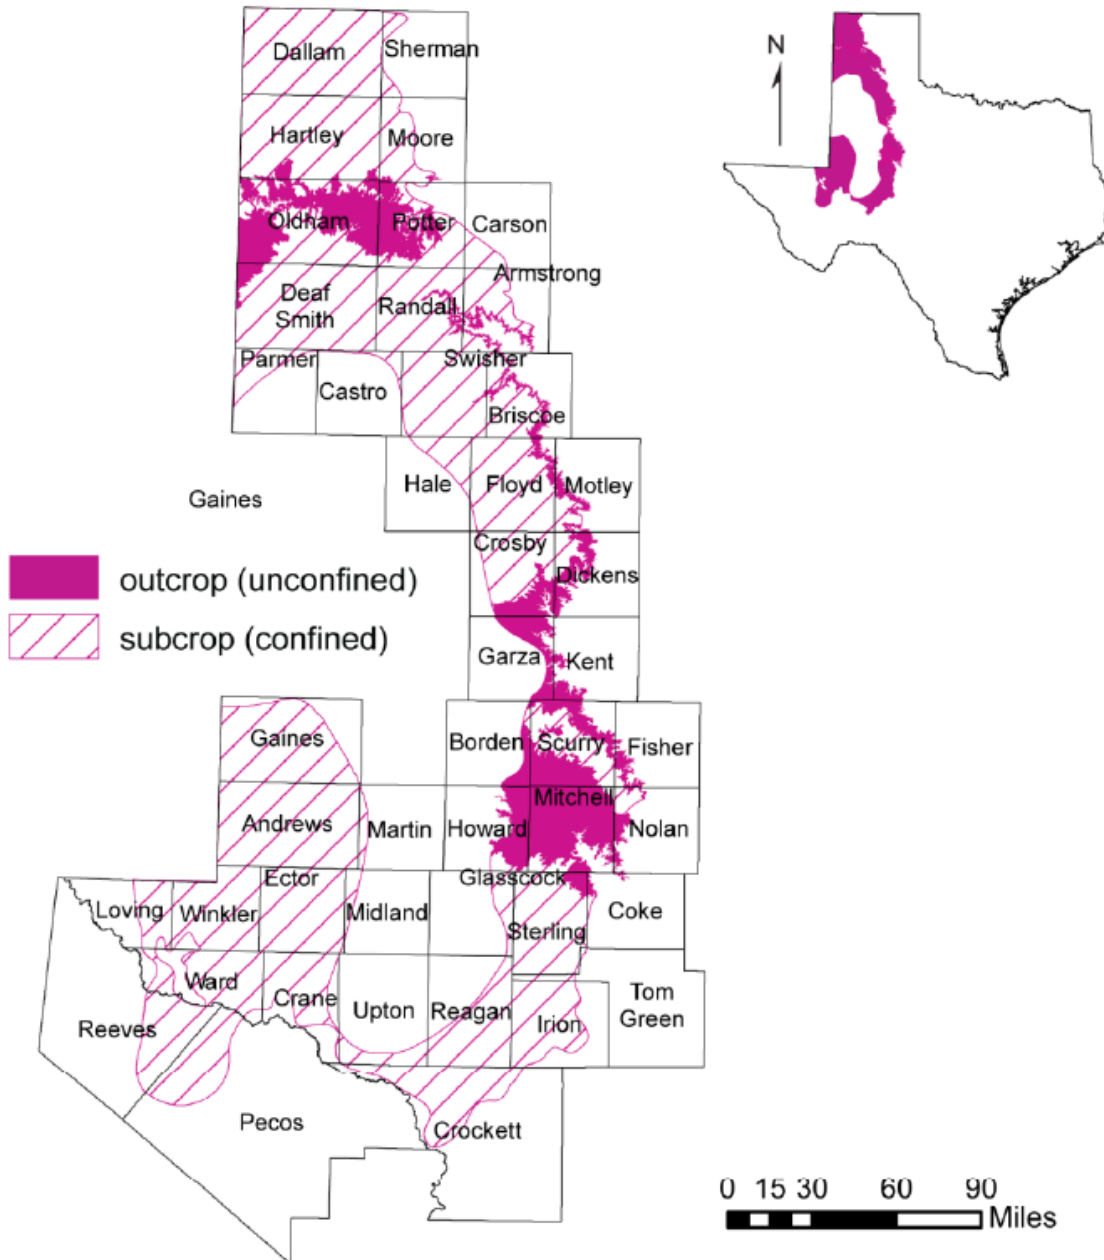 Dallam
Sherman
N
Hartley
Moore
Oldham
Potter
Carson
Armstrong
Deaf
Smith
Randall
Parmer
Swisher
Castro
Briscoe
Hale
Floyd
Motley
Gaines
Crosby
outcrop (unconfined)
Dickens
subcrop (confined)
Garza
Kent
Gaines
Borden
Scurry
Fisher
Mitchell
Andrews
Martin
Howard
Nolan
Ector
Glasscock
Loving
Winkler
Midland
Coke
Sterling
Ward
Crane
Upton
Reagan
Irion
Tom
Green
Reeves
Pecos
Crockett
0 15 30 60 90
Miles